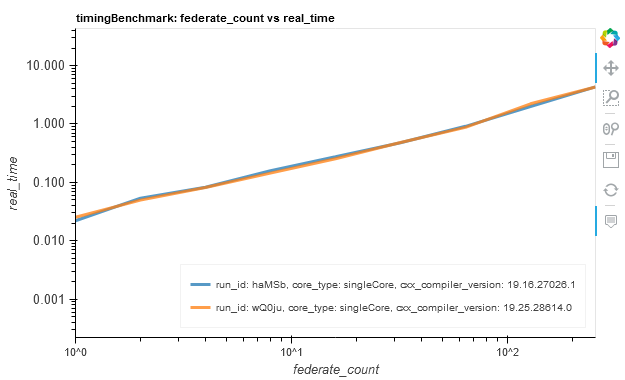 timingBenchmark: federate_count vs real_time
10.000
1.000
0.100
0.010
0.001
real_time
run_id: haMSb, core_type: singleCore, cxx_compiler_version: 19.16.27026.1
run_id: wQ0ju, core_type: singleCore, cxx_compiler_version: 19.25.28614.0
10^0 10^1 10^2
federate_count